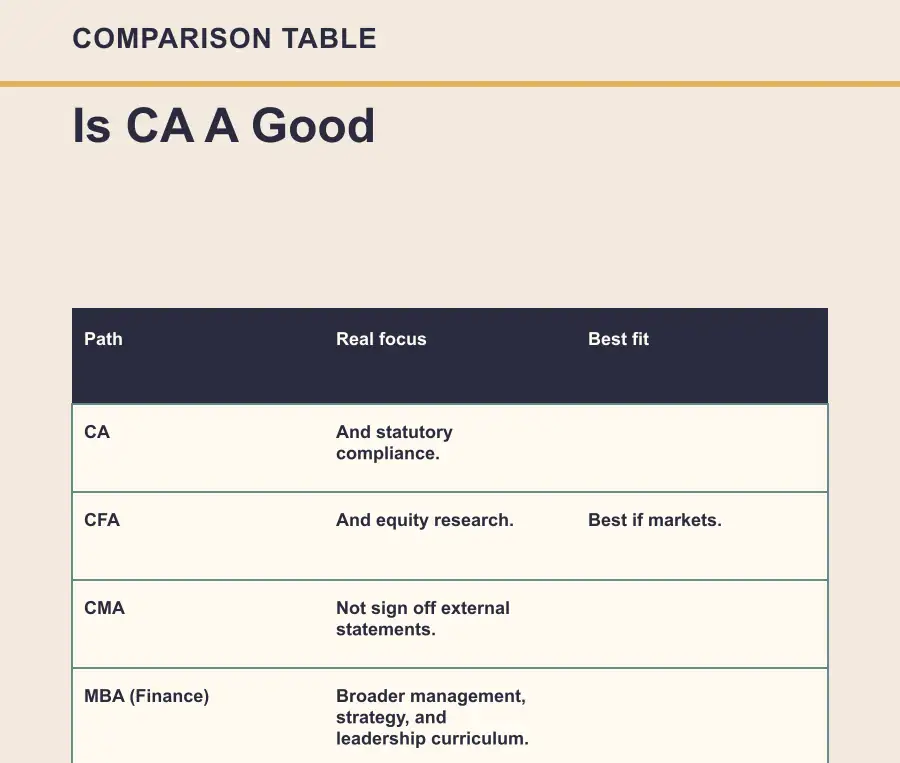 COMPARISON TABLE
Is CA A Good
Path Real focus Best fit
CA And statutory
compliance.
CFA And equity research. Best if markets.
CMA Not sign off external
statements.
MBA (Finance) Broader management,
strategy, and
leadership curriculum.